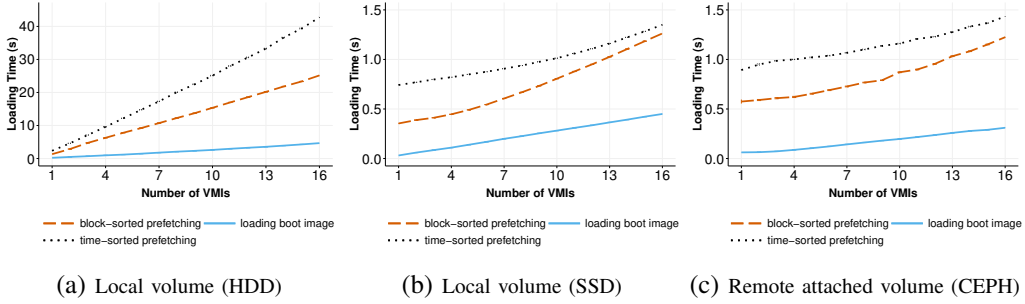 Loading Time (s)
40
30
20
10
0
1 4 7 10 13 16
Number of VMIs
block-sorted prefetching loading boot image
time-sorted prefetching
(a) Local volume (HDD)
Loading Time (s)
1.5
1.0
0.5
0.0
1 4 7 10 13 16
Number of VMIs
block-sorted prefetching loading boot image
time-sorted prefetching
(b) Local volume (SSD)
Loading Time (s)
1.5
1.0
0.5
0.0
1 4 7 10 13 16
Number of VMIs
block-sorted prefetching loading boot image
time-sorted prefetching
(c) Remote attached volume (CEPH)